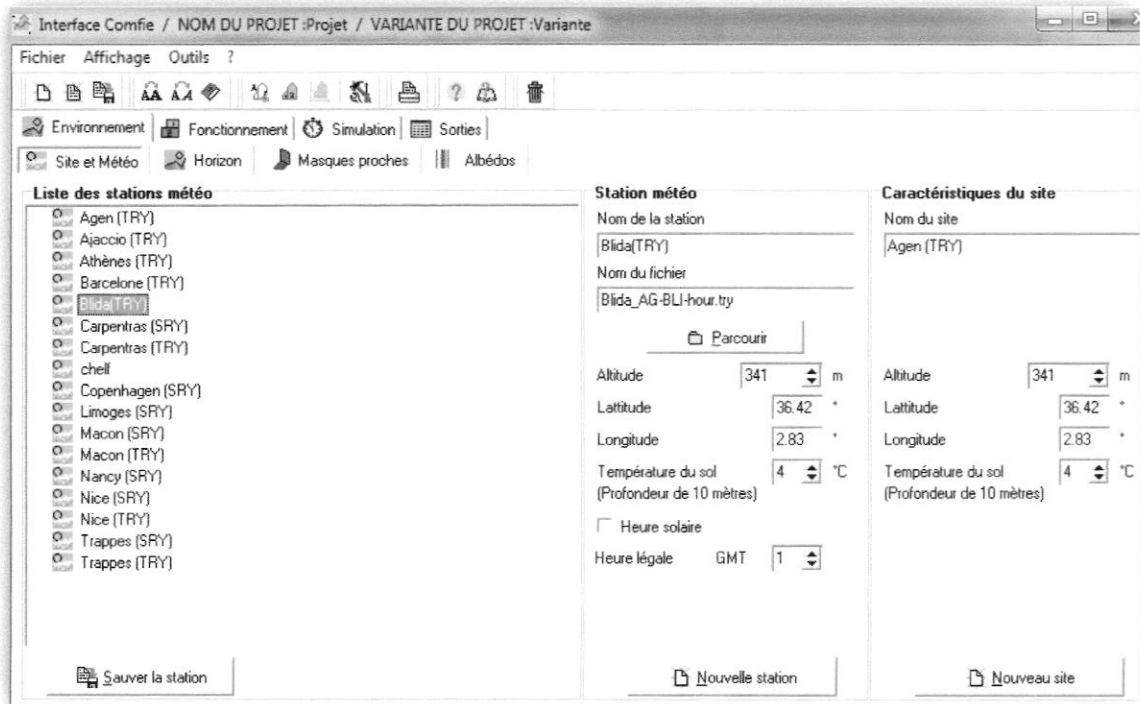 Interface Comfie / NOM DU PROJET :Projet / VARIANTE DU PROJET :Variante
Fichier Affichage Outils ?
Environnement Fonctionnement Simulation Sorties
Site et Météo Horizon Masques proches Albédos
Liste des stations météo
Agen (TRY)
Ajaccio (TRY)
Athènes (TRY)
Barcelone (TRY)
Blida(TRY)
Carpentras (SRY)
Carpentras (TRY)
chelf
Copenhagen (SRY)
Limoges (SRY)
Macon (SRY)
Macon (TRY)
Nancy (SRY)
Nice (SRY)
Nice (TRY)
Trappes (SRY)
Trappes (TRY)
Sauver la station
Station météo
Nom de la station
Blida(TRY)
Nom du fichier
Blida_AG-BLI-hour.try
Parcourir
Altitude 341 m
Lattitude 36.42 °
Longitude 2.83 °
Température du sol 4 °C
(Profondeur de 10 mètres)
Heure solaire
Heure légale GMT 1
Nouvelle station
Caractéristiques du site
Nom du site
Agen (TRY)
Altitude 341 m
Lattitude 36.42 °
Longitude 2.83 °
Température du sol 4 °C
(Profondeur de 10 mètres)
Nouveau site